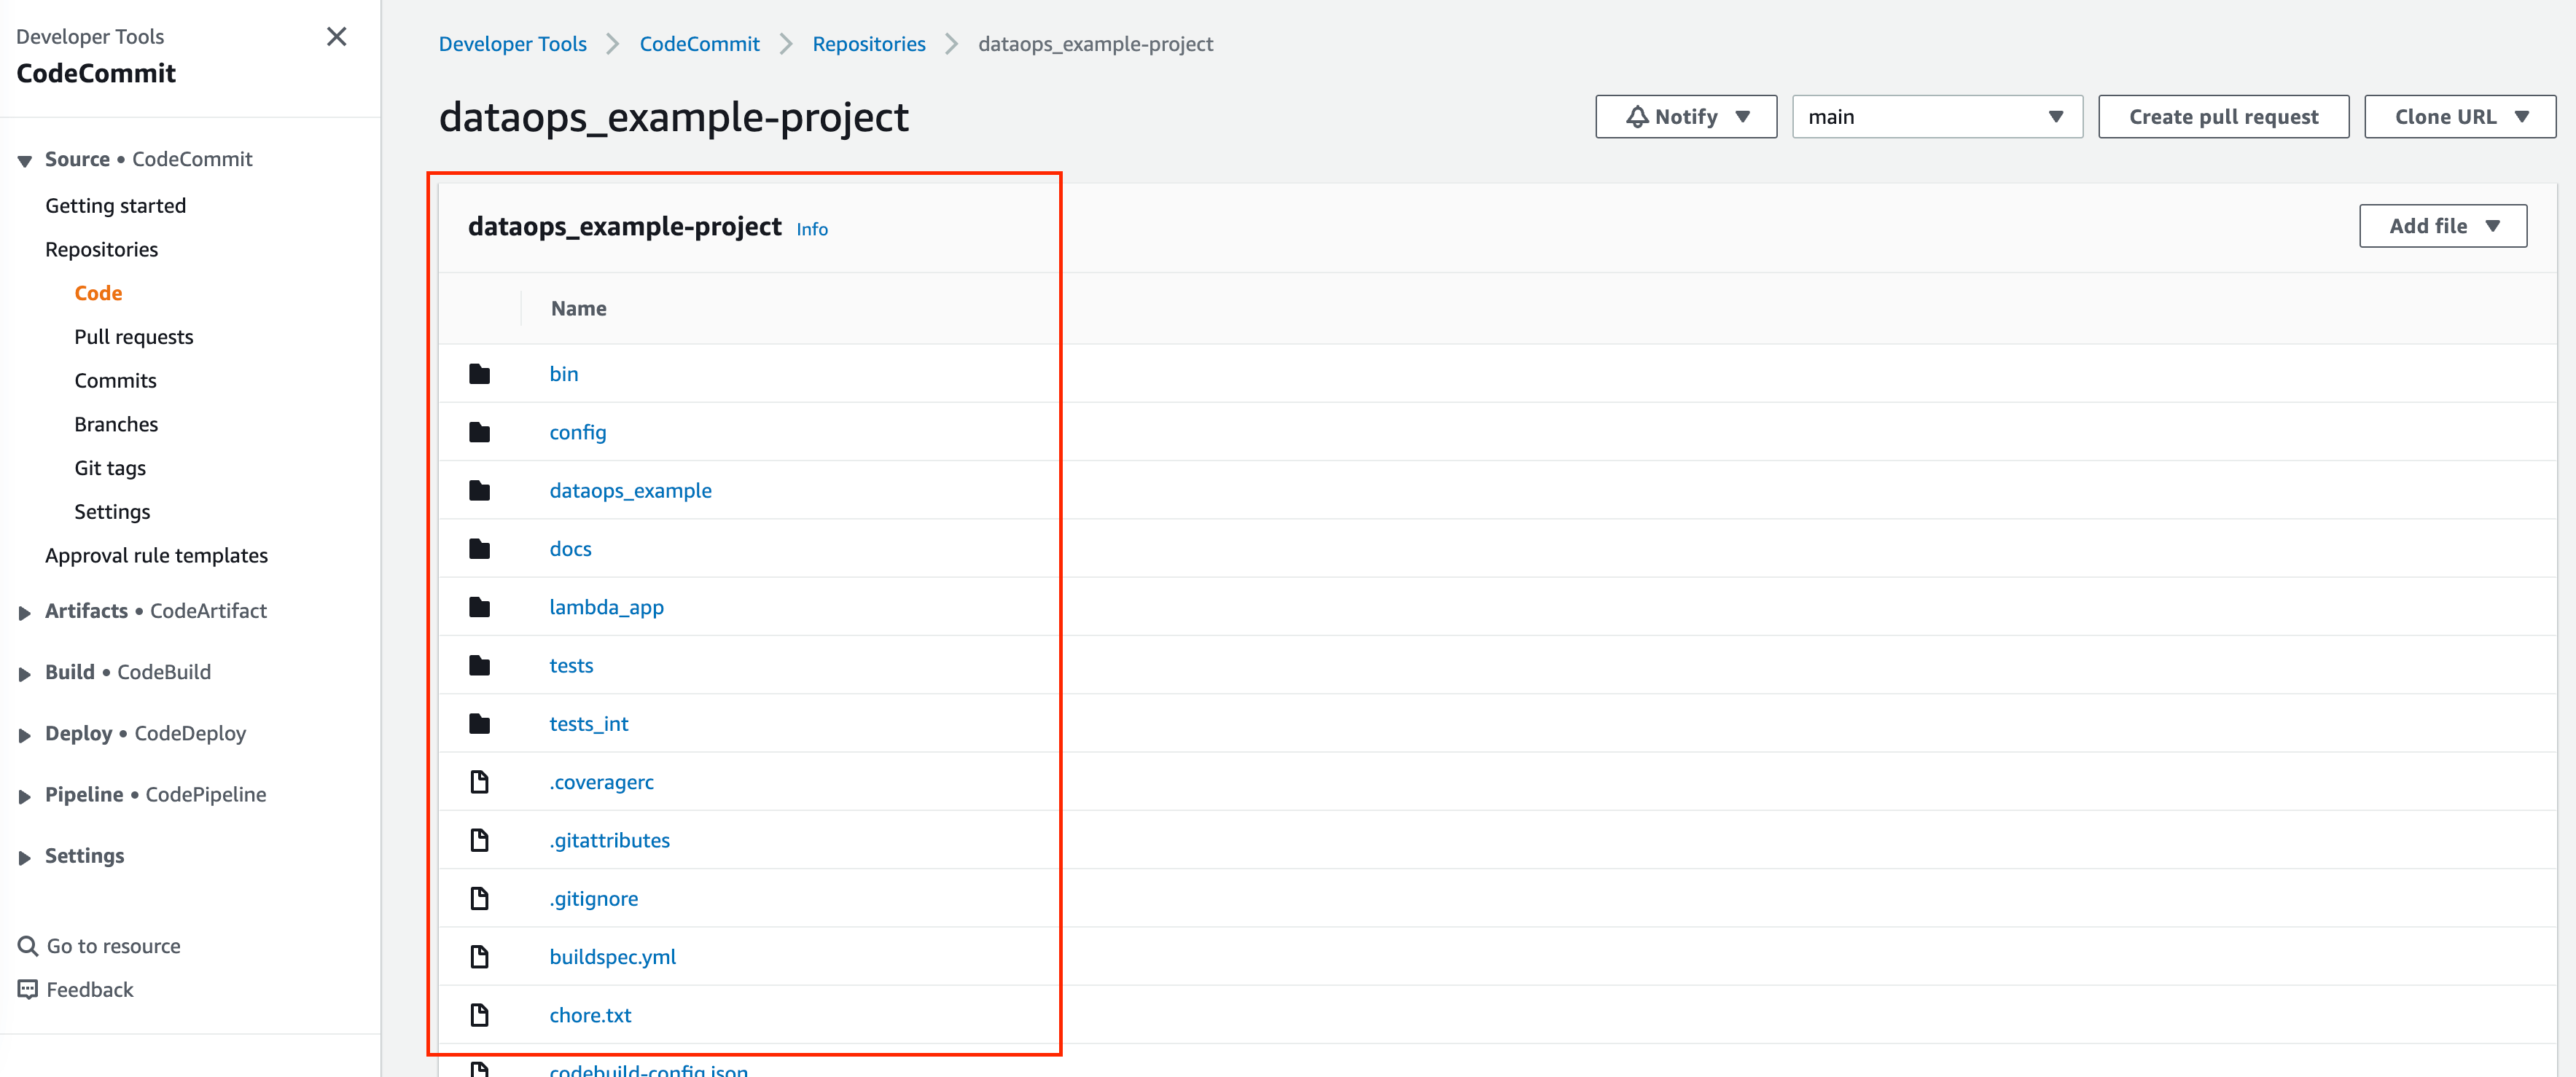 Developer Tools
CodeCommit
Source • CodeCommit
Getting started
Repositories
Code
Pull requests
Commits
Branches
Git tags
Settings
Approval rule templates
Artifacts • CodeArtifact
Build • CodeBuild
Deploy • CodeDeploy
Pipeline • CodePipeline
Settings
Go to resource
Feedback
Developer Tools CodeCommit Repositories dataops_example-project
dataops_example-project
Notify main Create pull request Clone URL
dataops_example-project Info Add file
Name
bin
config
dataops_example
docs
lambda_app
tests
tests_int
.coveragerc
.gitattributes
.gitignore
buildspec.yml
chore.txt
codebuild-config.json